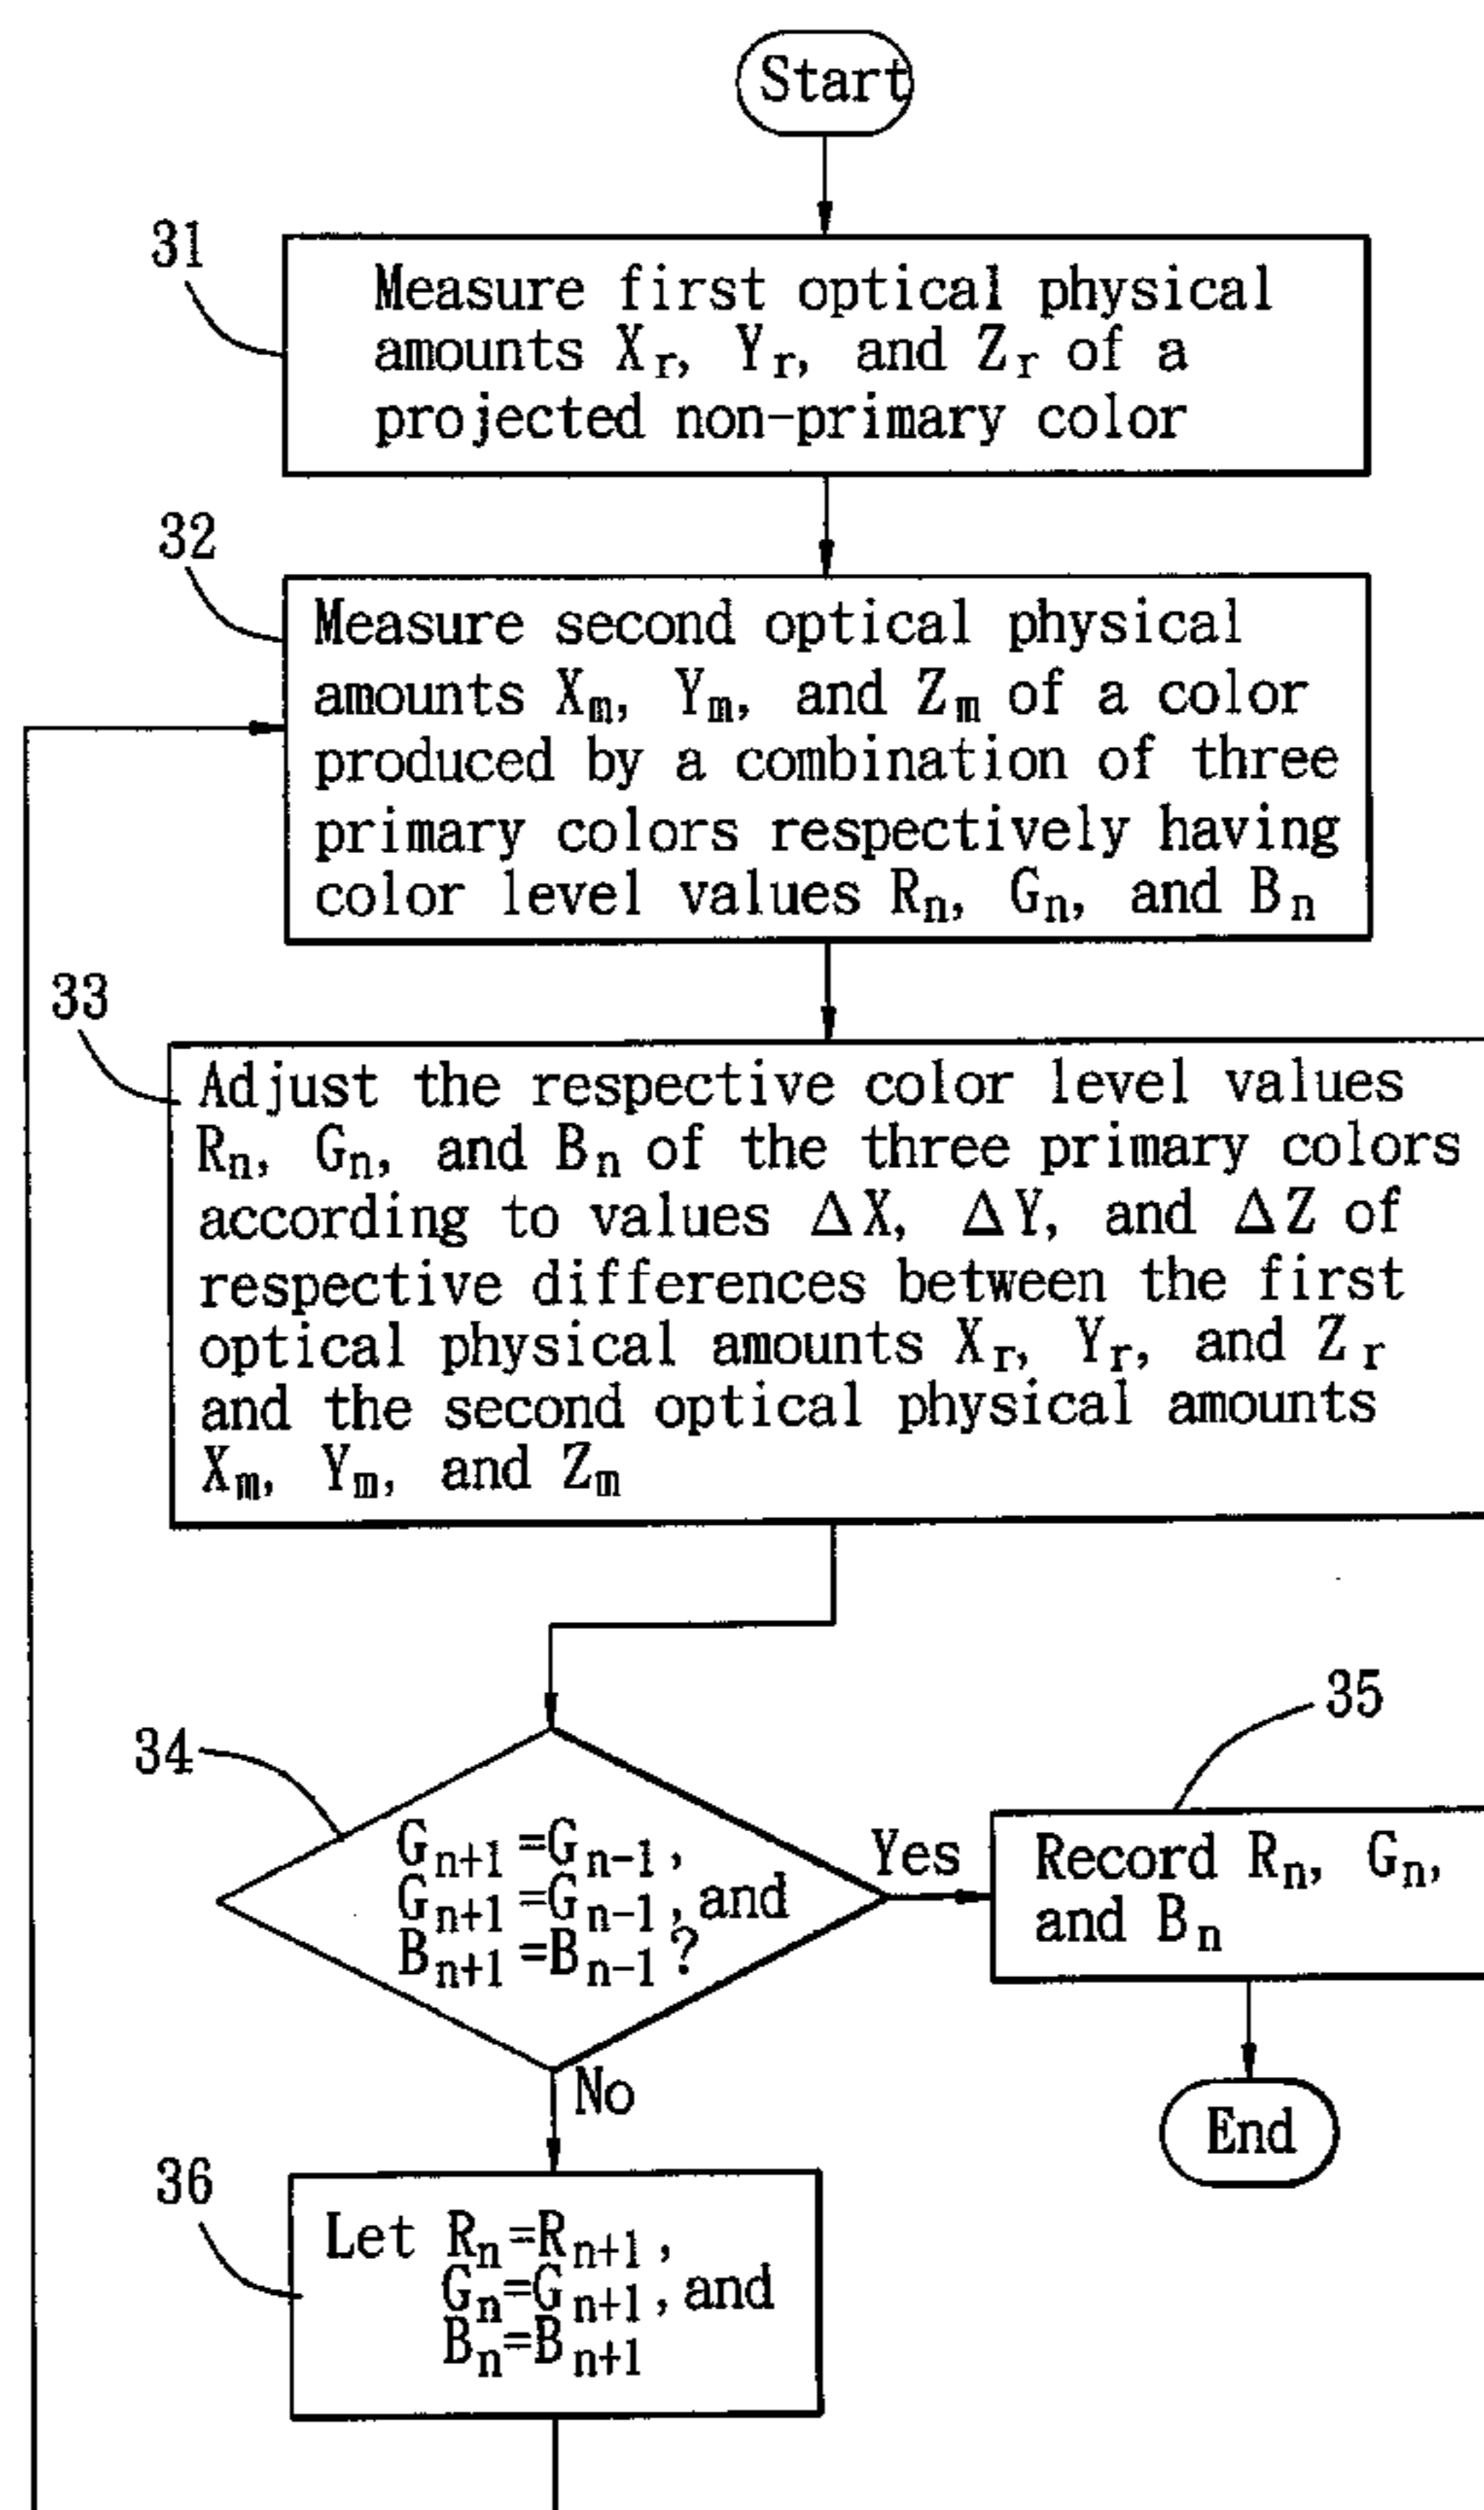 Start
31
Measure first optical physical
amounts Xr, Yr, and Zr of a
projected non-primary color
32
Measure second optical physical
amounts Xm, Ym, and Zm of a color
produced by a combination of three
primary colors respectively having
color level values Rn, Gn, and Bn
33
Adjust the respective color level values
Rn, Gn, and Bn of the three primary colors
according to values ΔX, ΔY, and ΔZ of
respective differences between the first
optical physical amounts Xr, Yr, and Zr
and the second optical physical amounts
Xm, Ym, and Zm
34
Gn+1=Gn-1,
Gn+1=Gn-1, and
Bn+1=Bn-1?
Yes
35
Record Rn, Gn,
and Bn
No
End
36
Let Rn=Rn+1,
Gn=Gn+1, and
Bn=Bn+1